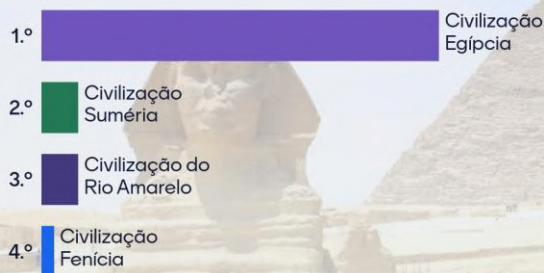 1.º
Civilização
Egípcia
2.º
Civilização
Suméria
3.º
Civilização do
Rio Amarelo
4.º
Civilização
Fenícia